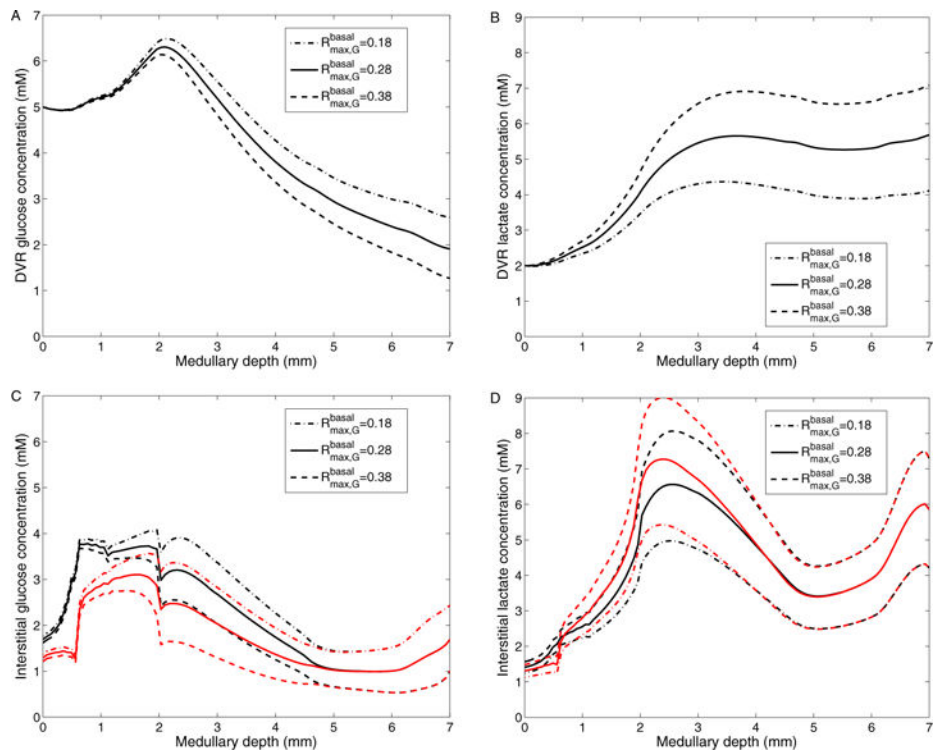 A
DVR glucose concentration (mM)
7
6
5
4
3
2
1
0
R^basal_max,G=0.18
R^basal_max,G=0.28
R^basal_max,G=0.38
0 1 2 3 4 5 6 7
Medullary depth (mm)
B
DVR lactate concentration (mM)
9
8
7
6
5
4
3
2
1
0
R^basal_max,G=0.18
R^basal_max,G=0.28
R^basal_max,G=0.38
0 1 2 3 4 5 6 7
Medullary depth (mm)
C
Interstitial glucose concentration (mM)
7
6
5
4
3
2
1
0
R^basal_max,G=0.18
R^basal_max,G=0.28
R^basal_max,G=0.38
0 1 2 3 4 5 6 7
Medullary depth (mm)
D
Interstitial lactate concentration (mM)
9
8
7
6
5
4
3
2
1
0
R^basal_max,G=0.18
R^basal_max,G=0.28
R^basal_max,G=0.38
0 1 2 3 4 5 6 7
Medullary depth (mm)